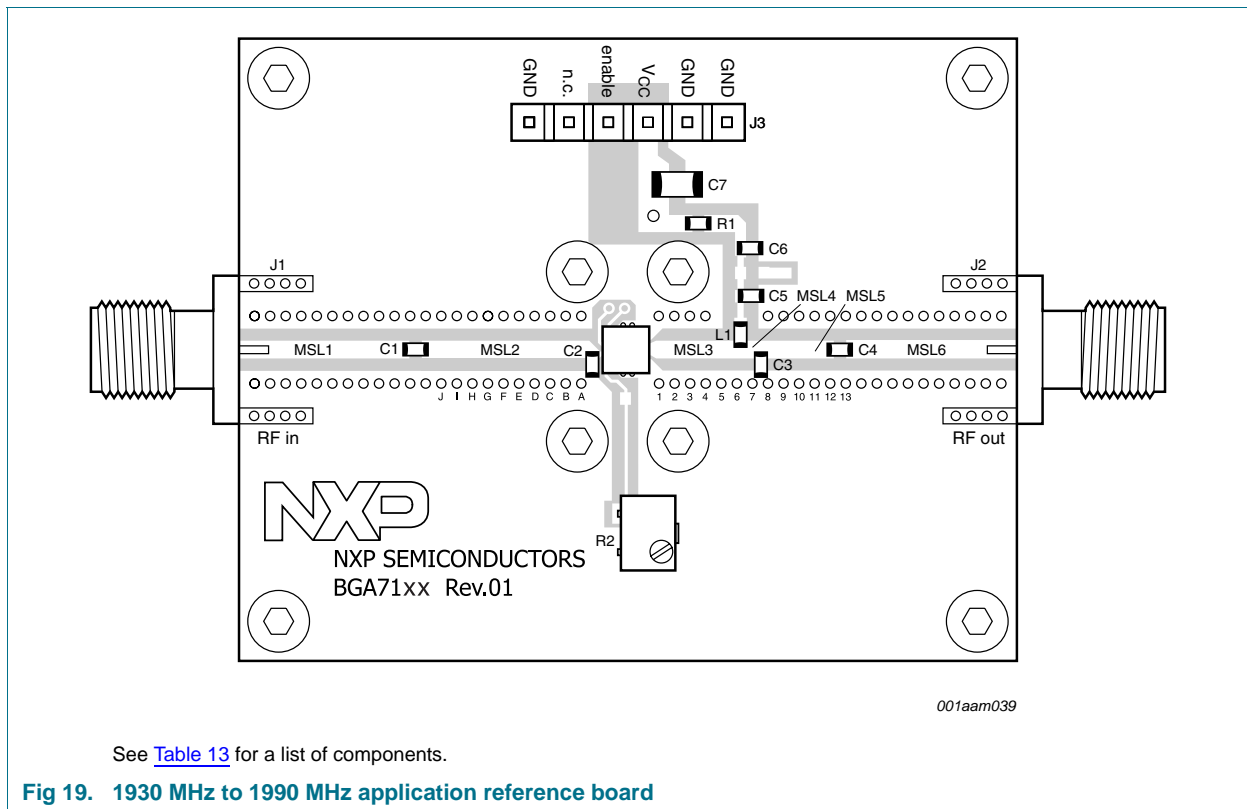 GND
n.c.
enable
VCC
GND
GND
J3
C7
R1
C6
J1
J2
C5
MSL4
MSL5
L1
MSL1
C1
MSL2
C2
MSL3
C3
C4
MSL6
J I H G F E D C B A
1 2 3 4 5 6 7 8 9 10 11 12 13
RF in
RF out
NXP
R2
NXP SEMICONDUCTORS
BGA71xx Rev.01
001aam039
See Table 13 for a list of components.
Fig 19. 1930 MHz to 1990 MHz application reference board